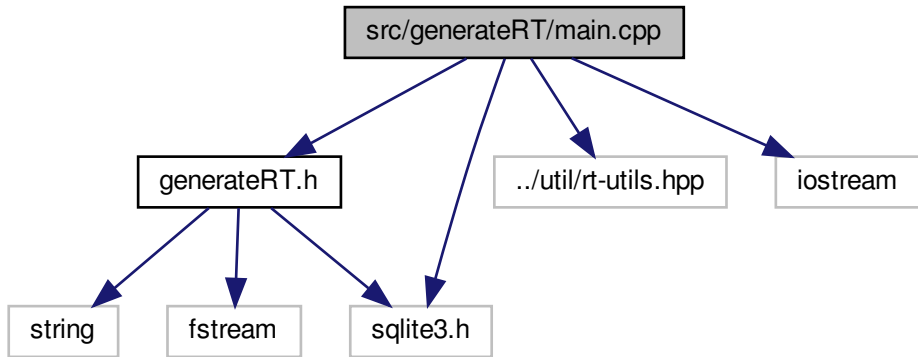 src/generateRT/main.cpp
generateRT.h
../util/rt-utils.hpp
iostream
string
fstream
sqlite3.h